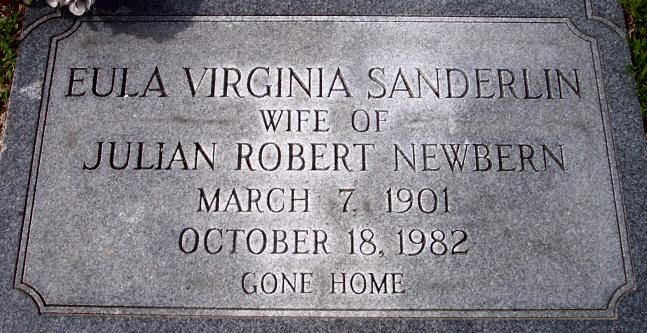 EULA VIRGINIA SANDERLIN
WIFE OF
JULIAN ROBERT NEWBERN
MARCH 7, 1901
OCTOBER 18, 1982
GONE HOME